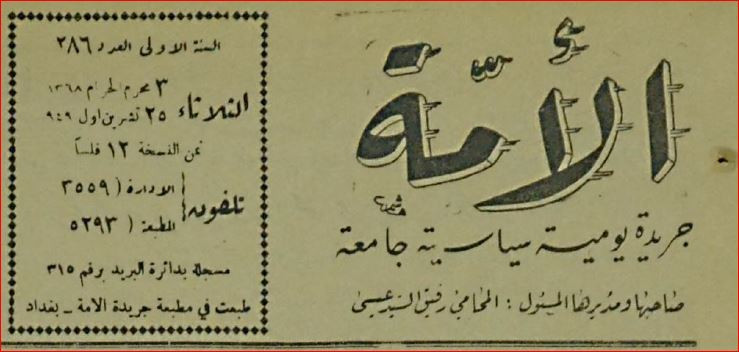 الأمّة
جريدة يومية سياسية جامعة
صاحبها ومديرها المسئول : المحامي رفيق السيد عيسى
السنة الاولى العدد ٢٨٦
الثلاثاء
٣ محرم الحرام ١٣٦٨
٢٥ تشرين اول ٩٤٩
ثمن النسخة ١٢ فلساً
تلفون
الادارة ( ٣٥٥٩
المطبعة ( ٥٢٩٣
مسجلة بدائرة البريد برقم ٣١٥
طبعت في مطبعة جريدة الامة ـ بغداد